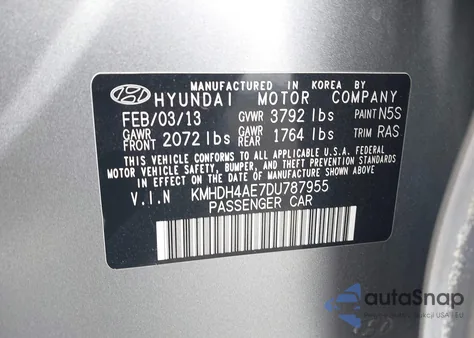 MANUFACTURED IN KOREA BY
HYUNDAI MOTOR COMPANY
FEB/03/13 GVWR 3792 lbs PAINT N5S
GAWR FRONT 2072 lbs GAWR REAR 1764 lbs TRIM RAS
THIS VEHICLE CONFORMS TO ALL APPLICABLE U.S.A. FEDERAL
MOTOR VEHICLE SAFETY, BUMPER, AND THEFT PREVENTION
STANDARDS IN EFFECT ON THE DATE OF MANUFACTURE SHOWN ABOVE.
V.I.N KMHDH4AE7DU787955
PASSENGER CAR
autoSnap